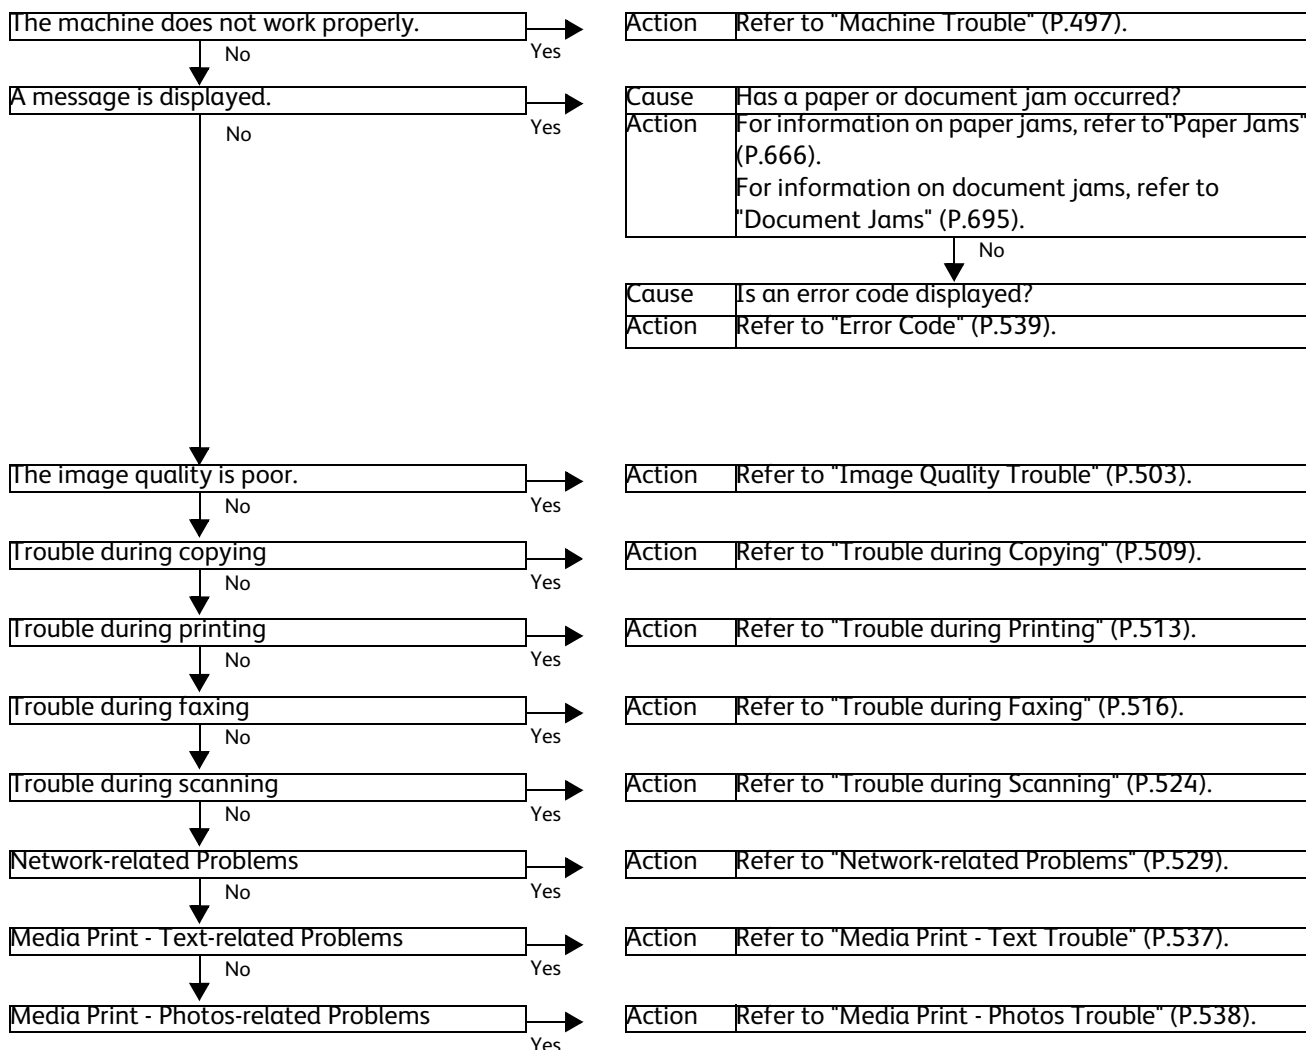 The machine does not work properly.
Yes
Action Refer to "Machine Trouble" (P.497).
No
A message is displayed.
Yes
Cause Has a paper or document jam occurred?
Action For information on paper jams, refer to"Paper Jams"
(P.666).
For information on document jams, refer to
"Document Jams" (P.695).
No
No
Cause Is an error code displayed?
Action Refer to "Error Code" (P.539).
The image quality is poor.
Yes
Action Refer to "Image Quality Trouble" (P.503).
No
Trouble during copying
Yes
Action Refer to "Trouble during Copying" (P.509).
No
Trouble during printing
Yes
Action Refer to "Trouble during Printing" (P.513).
No
Trouble during faxing
Yes
Action Refer to "Trouble during Faxing" (P.516).
No
Trouble during scanning
Yes
Action Refer to "Trouble during Scanning" (P.524).
No
Network-related Problems
Yes
Action Refer to "Network-related Problems" (P.529).
No
Media Print - Text-related Problems
Yes
Action Refer to "Media Print - Text Trouble" (P.537).
No
Media Print - Photos-related Problems
Yes
Action Refer to "Media Print - Photos Trouble" (P.538).